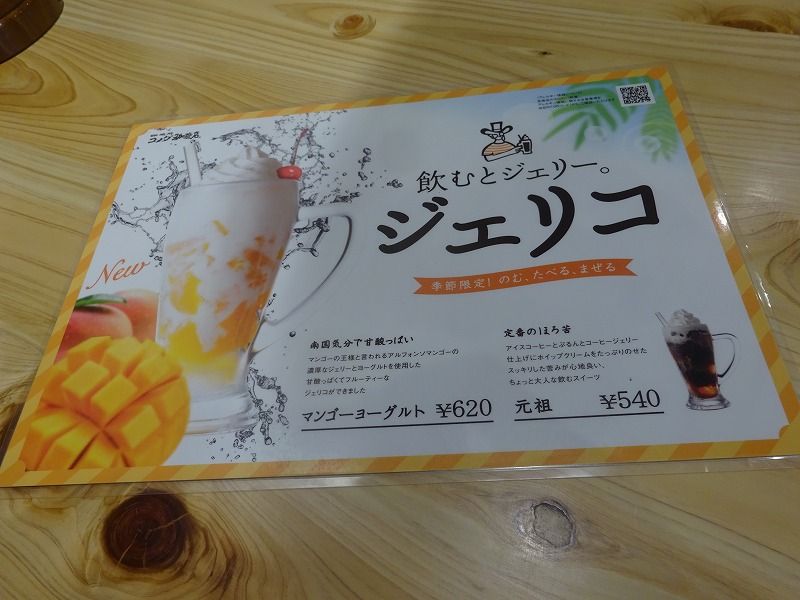 コメダ珈琲店
飲むとジェリー。
ジェリコ
季節限定!のむ、たべる、まぜる
New
南国気分で甘酸っぱい
マンゴーの王様と言われるアルフォンソマンゴーの
濃厚なジェリーとヨーグルトを使用した
甘酸っぱくてフルーティーな
ジェリコができました
マンゴーヨーグルト ¥620
定番のほろ苦
アイスコーヒーとぷるんとコーヒージェリー
仕上げにホイップクリームをたっぷりのせた
スッキリした苦みが心地良い、
ちょっと大人な飲むスイーツ
元祖 ¥540